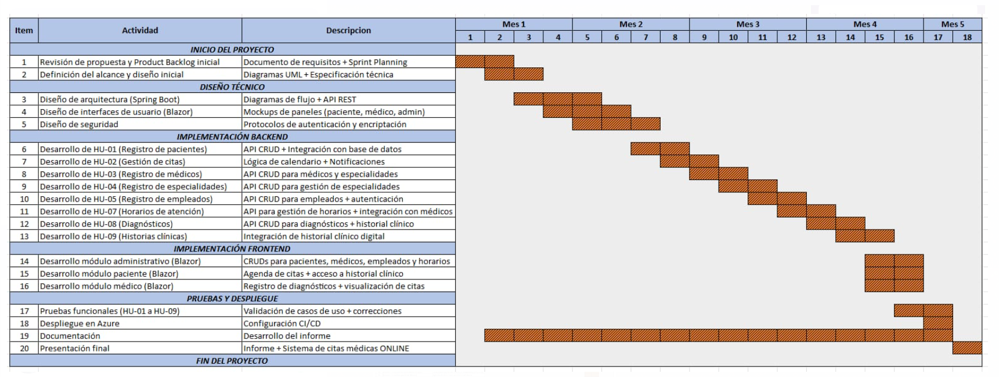 Item Actividad Descripcion Mes 1 Mes 2 Mes 3 Mes 4 Mes 5
1 2 3 4 5 6 7 8 9 10 11 12 13 14 15 16 17 18
INICIO DEL PROYECTO
1 Revisión de propuesta y Product Backlog inicial Documento de requisitos + Sprint Planning
2 Definición del alcance y diseño inicial Diagramas UML + Especificación técnica
DISEÑO TÉCNICO
3 Diseño de arquitectura (Spring Boot) Diagramas de flujo + API REST
4 Diseño de interfaces de usuario (Blazor) Mockups de paneles (paciente, médico, admin)
5 Diseño de seguridad Protocolos de autenticación y encriptación
IMPLEMENTACIÓN BACKEND
6 Desarrollo de HU-01 (Registro de pacientes) API CRUD + Integración con base de datos
7 Desarrollo de HU-02 (Gestión de citas) Lógica de calendario + Notificaciones
8 Desarrollo de HU-03 (Registro de médicos) API CRUD para médicos y especialidades
9 Desarrollo de HU-04 (Registro de especialidades) API CRUD para gestión de especialidades
10 Desarrollo de HU-05 (Registro de empleados) API CRUD para empleados + autenticación
11 Desarrollo de HU-07 (Horarios de atención) API para gestión de horarios + integración con médicos
12 Desarrollo de HU-08 (Diagnósticos) API CRUD para diagnósticos + historial clínico
13 Desarrollo de HU-09 (Historias clínicas) Integración de historial clínico digital
IMPLEMENTACIÓN FRONTEND
14 Desarrollo módulo administrativo (Blazor) CRUDs para pacientes, médicos, empleados y horarios
15 Desarrollo módulo paciente (Blazor) Agenda de citas + acceso a historial clínico
16 Desarrollo módulo médico (Blazor) Registro de diagnósticos + visualización de citas
PRUEBAS Y DESPLIEGUE
17 Pruebas funcionales (HU-01 a HU-09) Validación de casos de uso + correcciones
18 Despliegue en Azure Configuración CI/CD
19 Documentación Desarrollo del informe
20 Presentación final Informe + Sistema de citas médicas ONLINE
FIN DEL PROYECTO